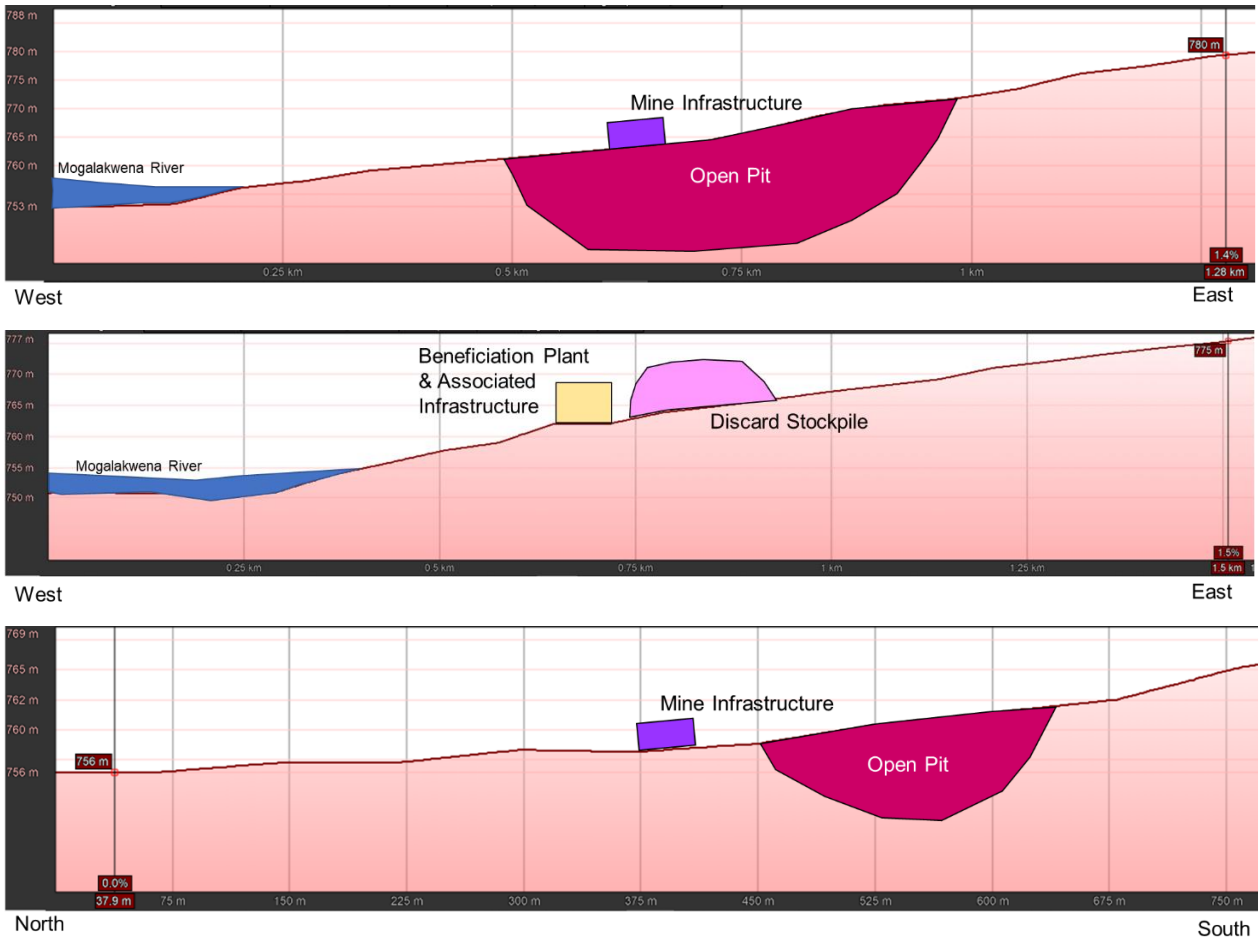 788 m
780 m
775 m
770 m
765 m
760 m
753 m
780 m
Mine Infrastructure
Mogalakwena River
Open Pit
1.4%
0.25 km
0.5 km
0.75 km
1 km
1.28 km
West
East
777 m
770 m
765 m
760 m
755 m
750 m
775 m
Beneficiation Plant
& Associated
Infrastructure
Discard Stockpile
Mogalakwena River
1.5%
0.25 km
0.5 km
0.75 km
1 km
1.25 km
1.5 km
West
East
769 m
765 m
762 m
760 m
756 m
756 m
Mine Infrastructure
Open Pit
0.0%
37.9 m
75 m
150 m
225 m
300 m
375 m
450 m
525 m
600 m
675 m
750 m
North
South